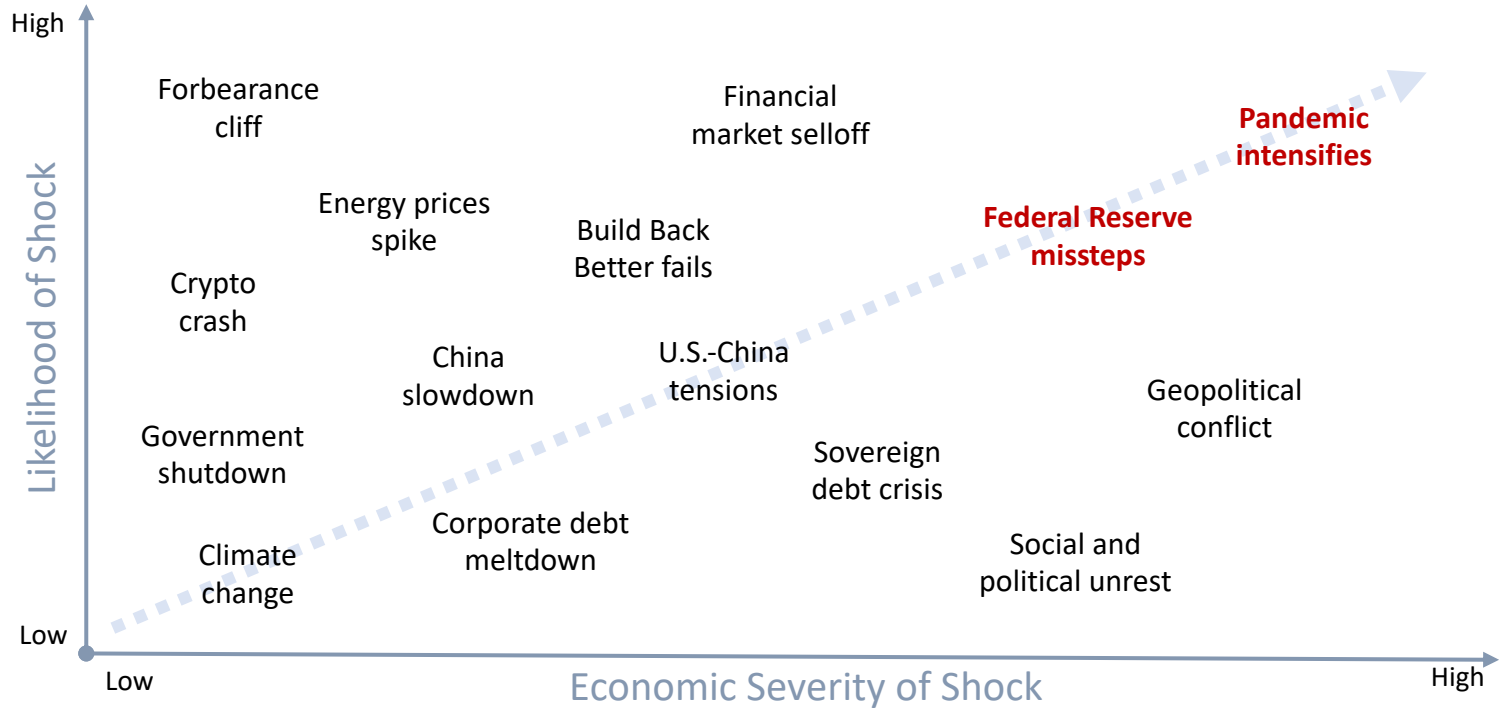 High
Forbearance
cliff
Financial
market selloff
Pandemic
intensifies
Energy prices
spike
Build Back
Better fails
Federal Reserve
missteps
Crypto
crash
China
slowdown
U.S.-China
tensions
Geopolitical
conflict
Government
shutdown
Sovereign
debt crisis
Corporate debt
meltdown
Climate
change
Social and
political unrest
Likelihood of Shock
Low
Low
Economic Severity of Shock
High